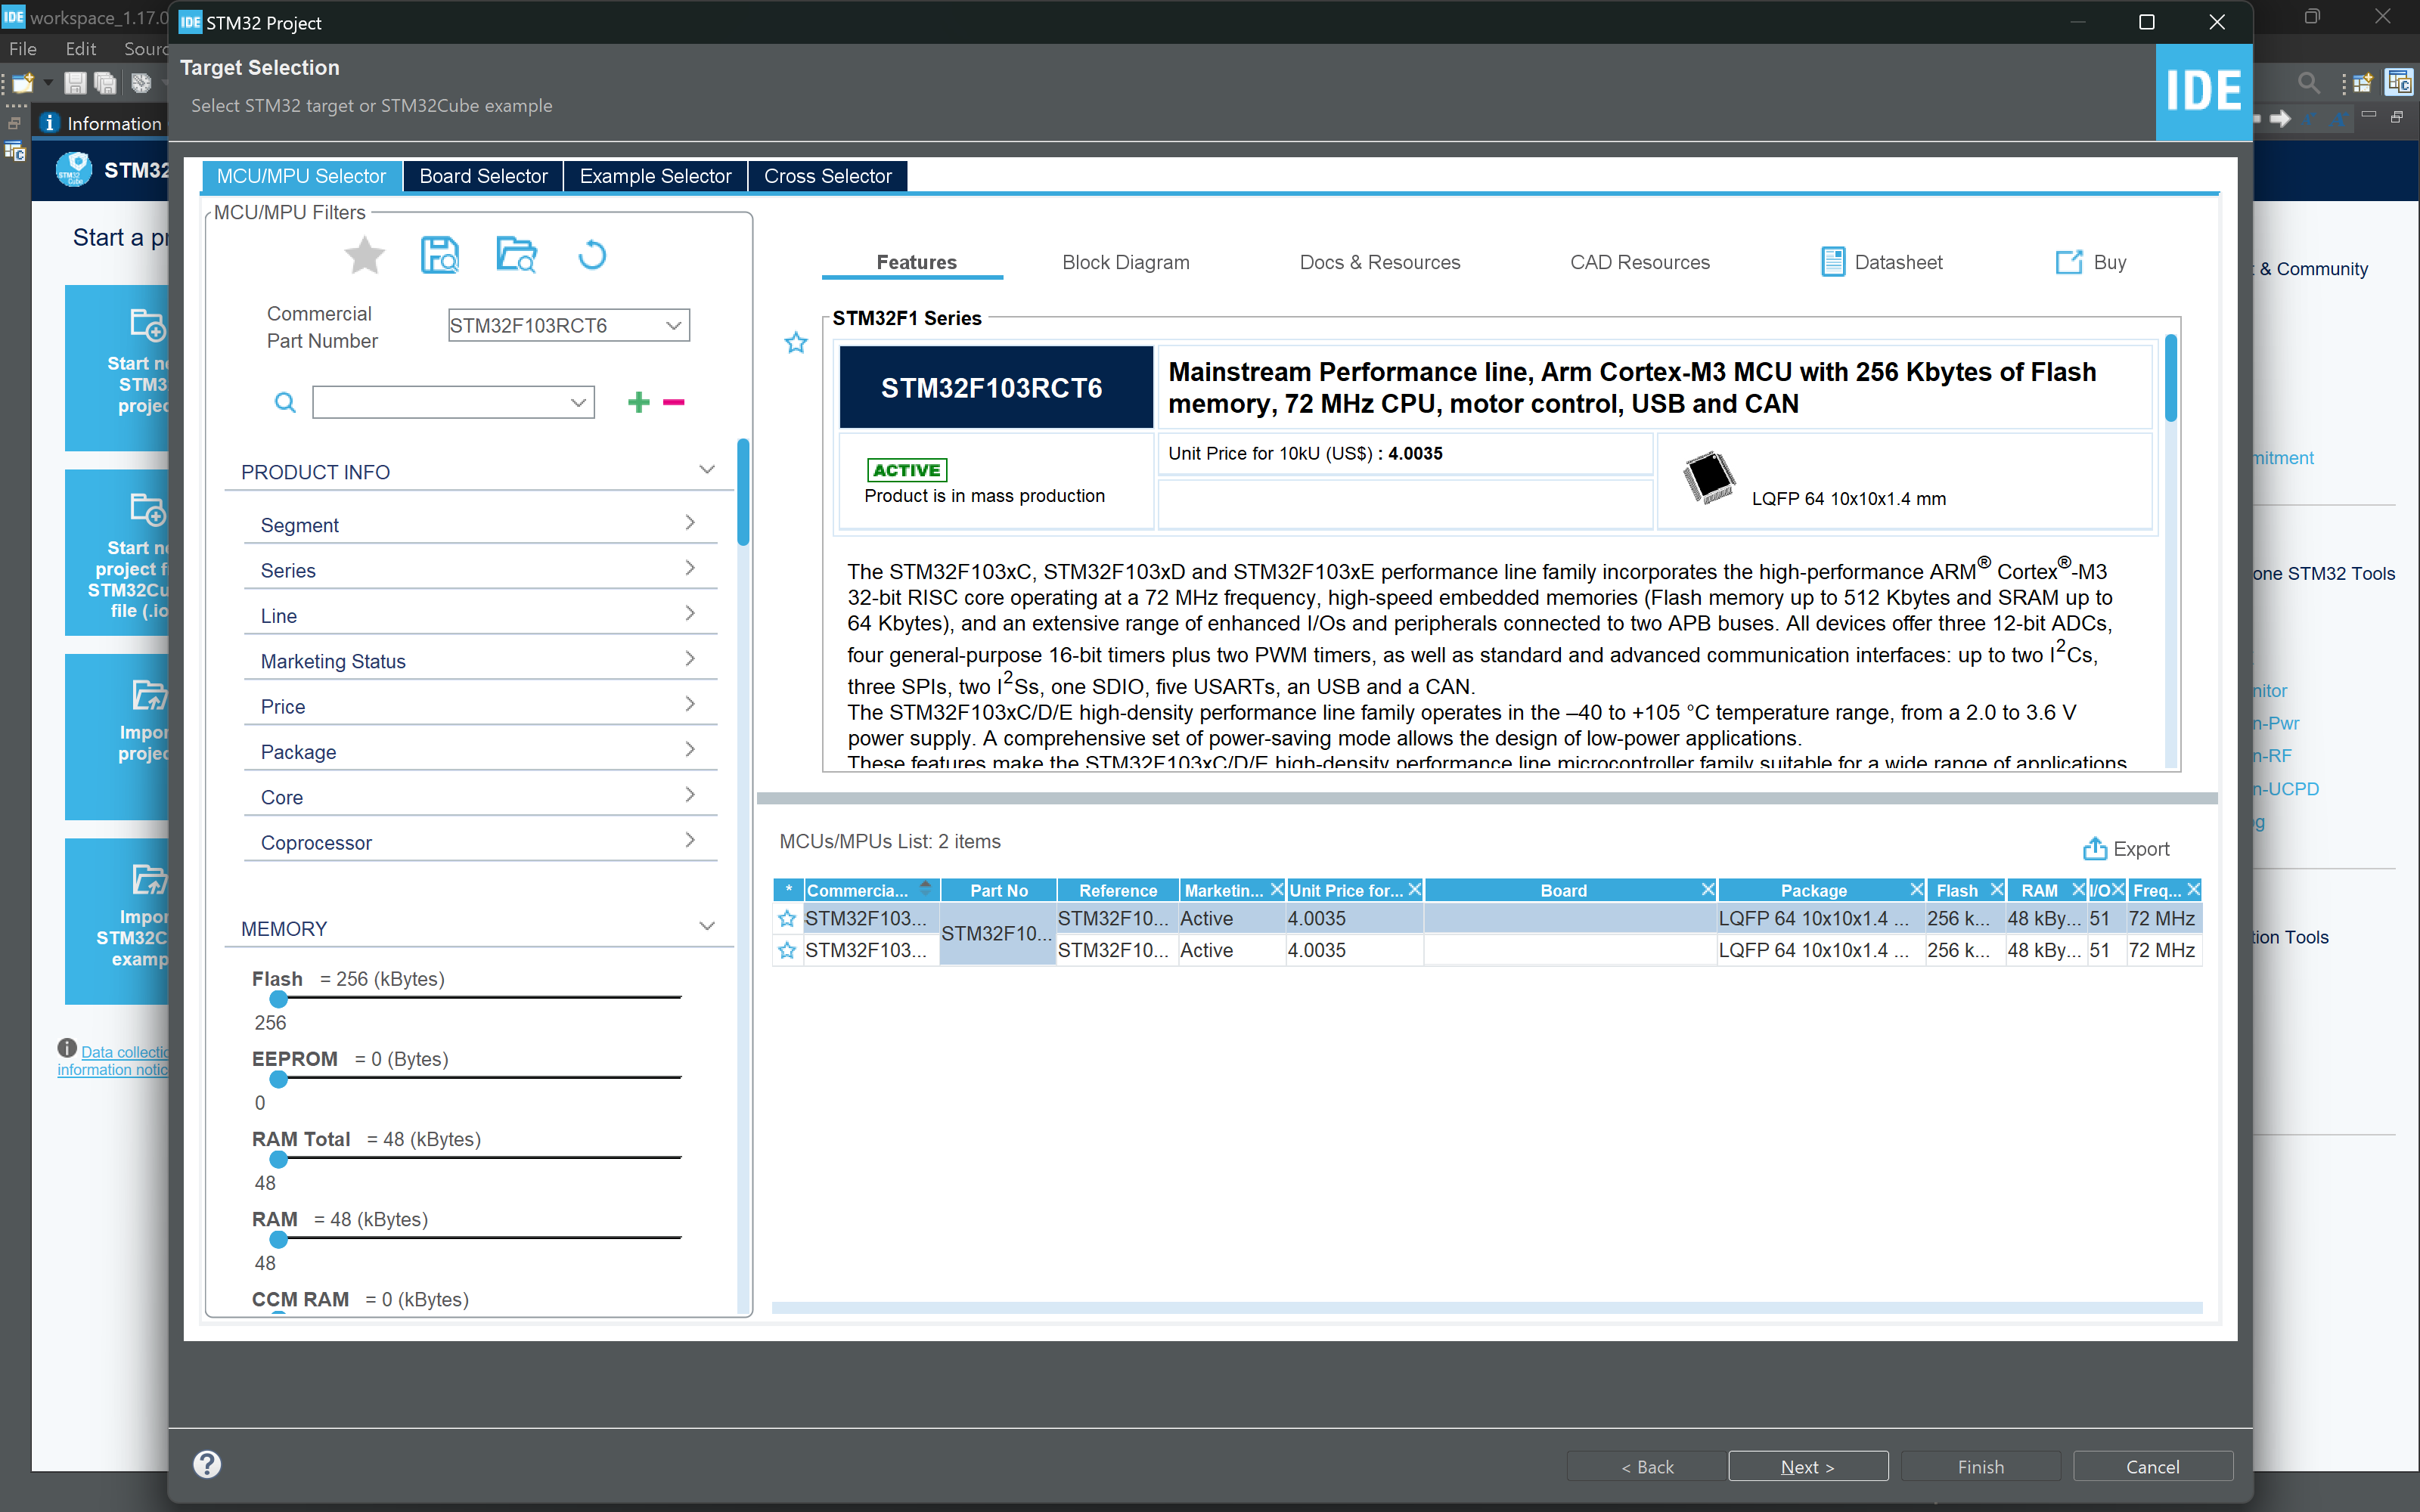 IDE workspace_1.17.0
IDE STM32 Project
File Edit Sourc
Target Selection
Select STM32 target or STM32Cube example
IDE
Information
STM32
MCU/MPU Selector Board Selector Example Selector Cross Selector
Start a pr
MCU/MPU Filters
Commercial
Part Number
STM32F103RCT6
PRODUCT INFO
Segment
Series
Line
Marketing Status
Price
Package
Core
Coprocessor
MEMORY
Flash = 256 (kBytes)
256
EEPROM = 0 (Bytes)
0
RAM Total = 48 (kBytes)
48
RAM = 48 (kBytes)
48
CCM RAM = 0 (kBytes)
Features Block Diagram Docs & Resources CAD Resources Datasheet Buy
STM32F1 Series
STM32F103RCT6
Mainstream Performance line, Arm Cortex-M3 MCU with 256 Kbytes of Flash
memory, 72 MHz CPU, motor control, USB and CAN
ACTIVE
Product is in mass production
Unit Price for 10kU (US$) : 4.0035
LQFP 64 10x10x1.4 mm
The STM32F103xC, STM32F103xD and STM32F103xE performance line family incorporates the high-performance ARM® Cortex®-M3
32-bit RISC core operating at a 72 MHz frequency, high-speed embedded memories (Flash memory up to 512 Kbytes and SRAM up to
64 Kbytes), and an extensive range of enhanced I/Os and peripherals connected to two APB buses. All devices offer three 12-bit ADCs,
four general-purpose 16-bit timers plus two PWM timers, as well as standard and advanced communication interfaces: up to two I²Cs,
three SPIs, two I²Ss, one SDIO, five USARTs, an USB and a CAN.
The STM32F103xC/D/E high-density performance line family operates in the –40 to +105 °C temperature range, from a 2.0 to 3.6 V
power supply. A comprehensive set of power-saving mode allows the design of low-power applications.
These features make the STM32F103xC/D/E high-density performance line microcontroller family suitable for a wide range of applications
MCUs/MPUs List: 2 items
Export
* Commercia... Part No Reference Marketin... Unit Price for... Board Package Flash RAM I/O Freq...
STM32F103... STM32F10... STM32F10... Active 4.0035 LQFP 64 10x10x1.4 ... 256 k... 48 kBy... 51 72 MHz
STM32F103... STM32F10... Active 4.0035 LQFP 64 10x10x1.4 ... 256 k... 48 kBy... 51 72 MHz
Start ne
STM3
projec
Start ne
project f
STM32Cu
file (.io
Impor
projec
Impor
STM32C
examp
Data collectio
information notic
& Community
mitment
one STM32 Tools
nitor
n-Pwr
n-RF
n-UCPD
og
tion Tools
< Back Next > Finish Cancel